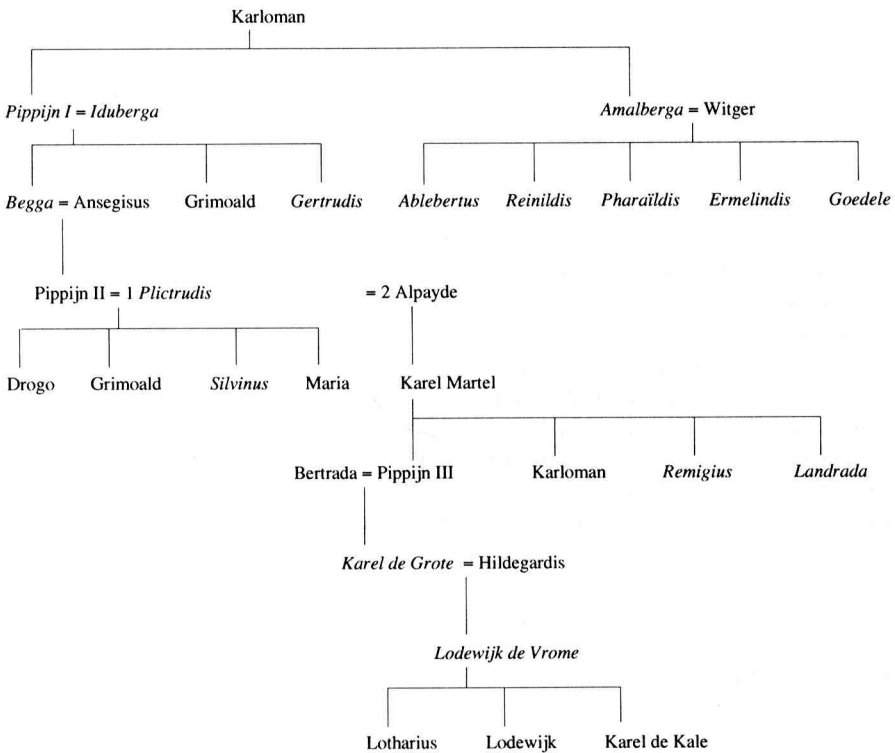 Karloman
Pippijn I = Iduberga Amalberga = Witger
Begga = Ansegisus Grimoald Gertrudis Ablebertus Reinildis Pharaïldis Ermelindis Goedele
Pippijn II = 1 Plictrudis = 2 Alpayde
Drogo Grimoald Silvinus Maria Karel Martel
Bertrada = Pippijn III Karloman Remigius Landrada
Karel de Grote = Hildegardis
Lodewijk de Vrome
Lotharius Lodewijk Karel de Kale